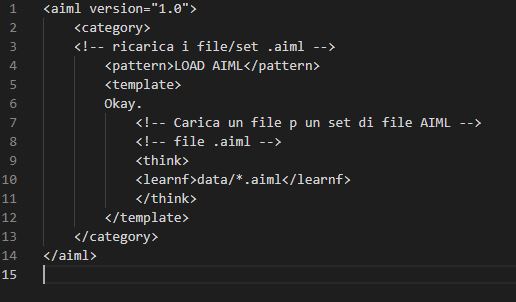 1 <aiml version="1.0">
2 <category>
3 <!-- ricarica i file/set .aiml -->
4 <pattern>LOAD AIML</pattern>
5 <template>
6 Okay.
7 <!-- Carica un file p un set di file AIML -->
8 <!-- file .aiml -->
9 <think>
10 <learnf>data/*.aiml</learnf>
11 </think>
12 </template>
13 </category>
14 </aiml>
15